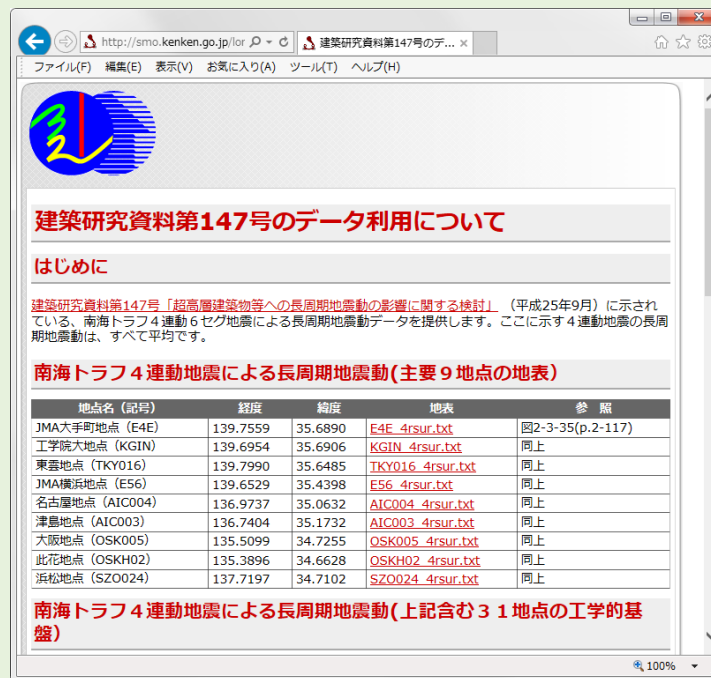 http://smo.kenken.go.jp/lor
建築研究資料第147号のデ...
ファイル(F) 編集(E) 表示(V) お気に入り(A) ツール(T) ヘルプ(H)
建築研究資料第147号のデータ利用について
はじめに
建築研究資料第147号「超高層建築物等への長周期地震動の影響に関する検討」 （平成25年9月）に示され
ている、南海トラフ４連動６セグ地震による長周期地震動データを提供します。ここに示す４連動地震の長周
期地震動は、すべて平均です。
南海トラフ４連動地震による長周期地震動(主要９地点の地表）
地点名（記号） 経度 緯度 地表 参　照
JMA大手町地点（E4E） 139.7559 35.6890 E4E_4rsur.txt 図2-3-35(p.2-117)
工学院大地点（KGIN） 139.6954 35.6906 KGIN_4rsur.txt 同上
東雲地点（TKY016） 139.7990 35.6485 TKY016_4rsur.txt 同上
JMA横浜地点（E56） 139.6529 35.4398 E56_4rsur.txt 同上
名古屋地点（AIC004） 136.9737 35.0632 AIC004_4rsur.txt 同上
津島地点（AIC003） 136.7404 35.1732 AIC003_4rsur.txt 同上
大阪地点（OSK005） 135.5099 34.7255 OSK005_4rsur.txt 同上
此花地点（OSKH02） 135.3896 34.6628 OSKH02_4rsur.txt 同上
浜松地点（SZO024） 137.7197 34.7102 SZO024_4rsur.txt 同上
南海トラフ４連動地震による長周期地震動(上記含む３１地点の工学的基
盤）
100%